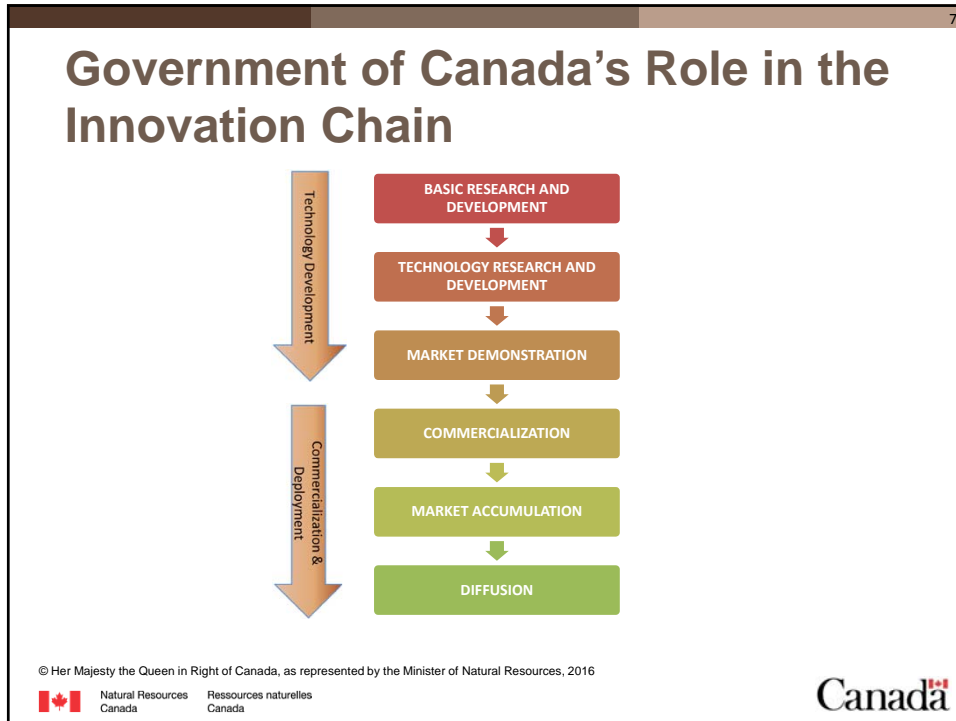 7
Government of Canada’s Role in the
Innovation Chain
Technology Development
BASIC RESEARCH AND
DEVELOPMENT
TECHNOLOGY RESEARCH AND
DEVELOPMENT
MARKET DEMONSTRATION
Commercialization &
Deployment
COMMERCIALIZATION
MARKET ACCUMULATION
DIFFUSION
© Her Majesty the Queen in Right of Canada, as represented by the Minister of Natural Resources, 2016
Natural Resources Ressources naturelles
Canada Canada
Canada